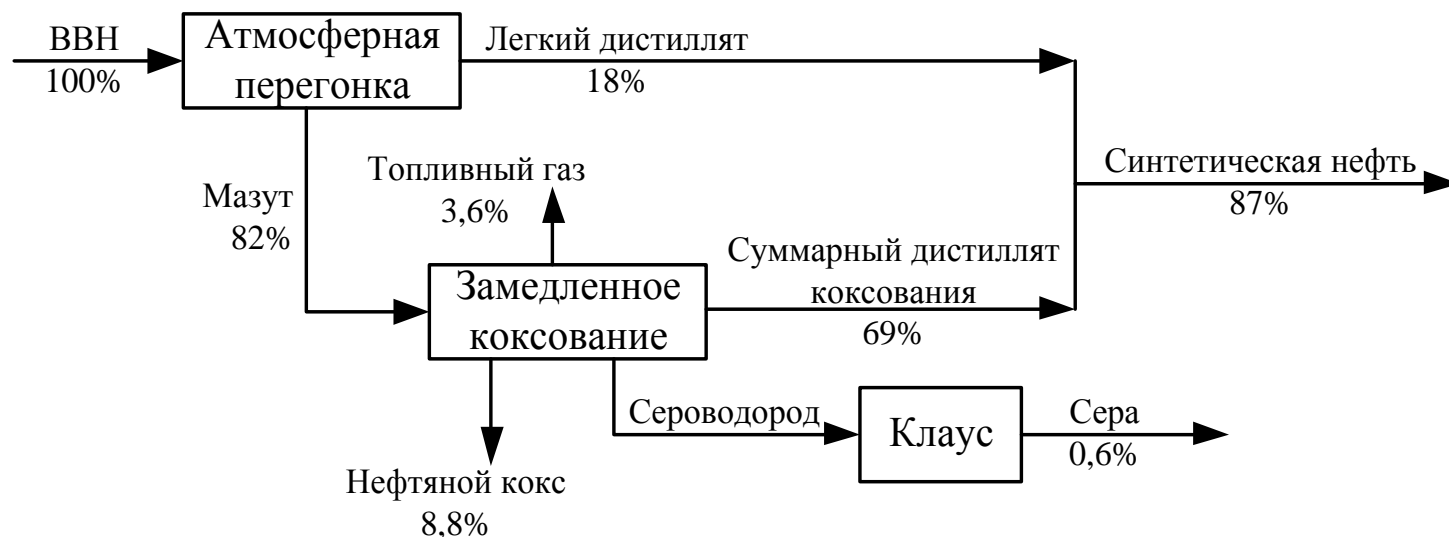 ВВН
100%
Атмосферная
перегонка
Легкий дистиллят
18%
Мазут
82%
Топливный газ
3,6%
Синтетическая нефть
87%
Замедленное
коксование
Суммарный дистиллят
коксования
69%
Сероводород
Клаус
Сера
0,6%
Нефтяной кокс
8,8%